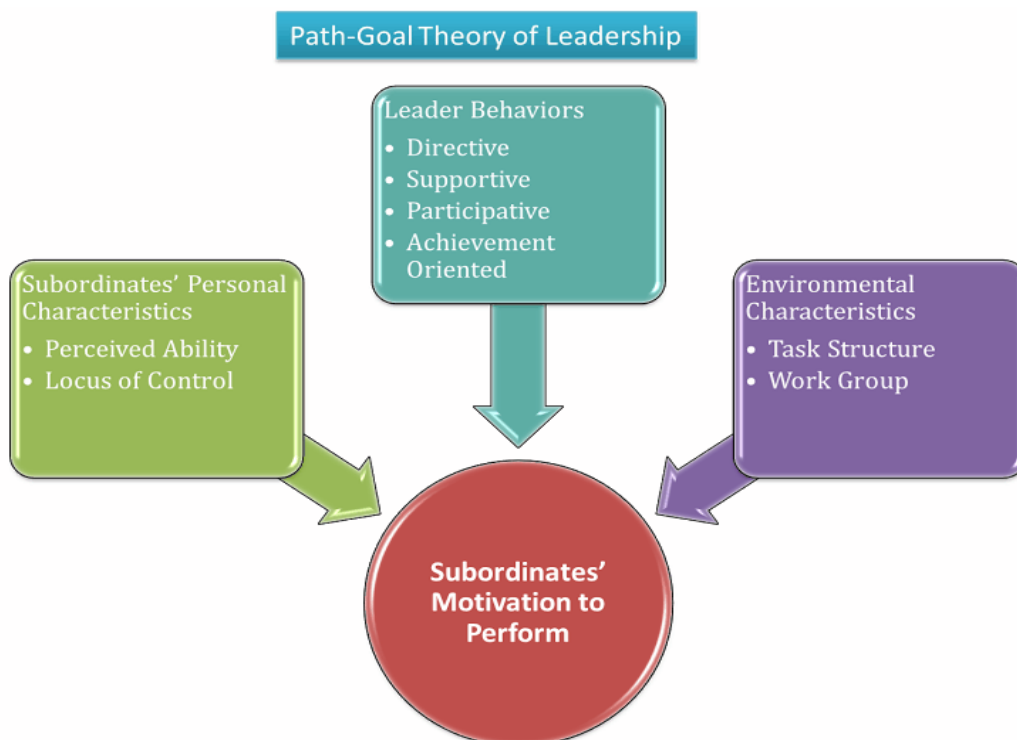 Path-Goal Theory of Leadership
Leader Behaviors
• Directive
• Supportive
• Participative
• Achievement
Oriented
Subordinates’ Personal
Characteristics
• Perceived Ability
• Locus of Control
Environmental
Characteristics
• Task Structure
• Work Group
Subordinates’
Motivation to
Perform